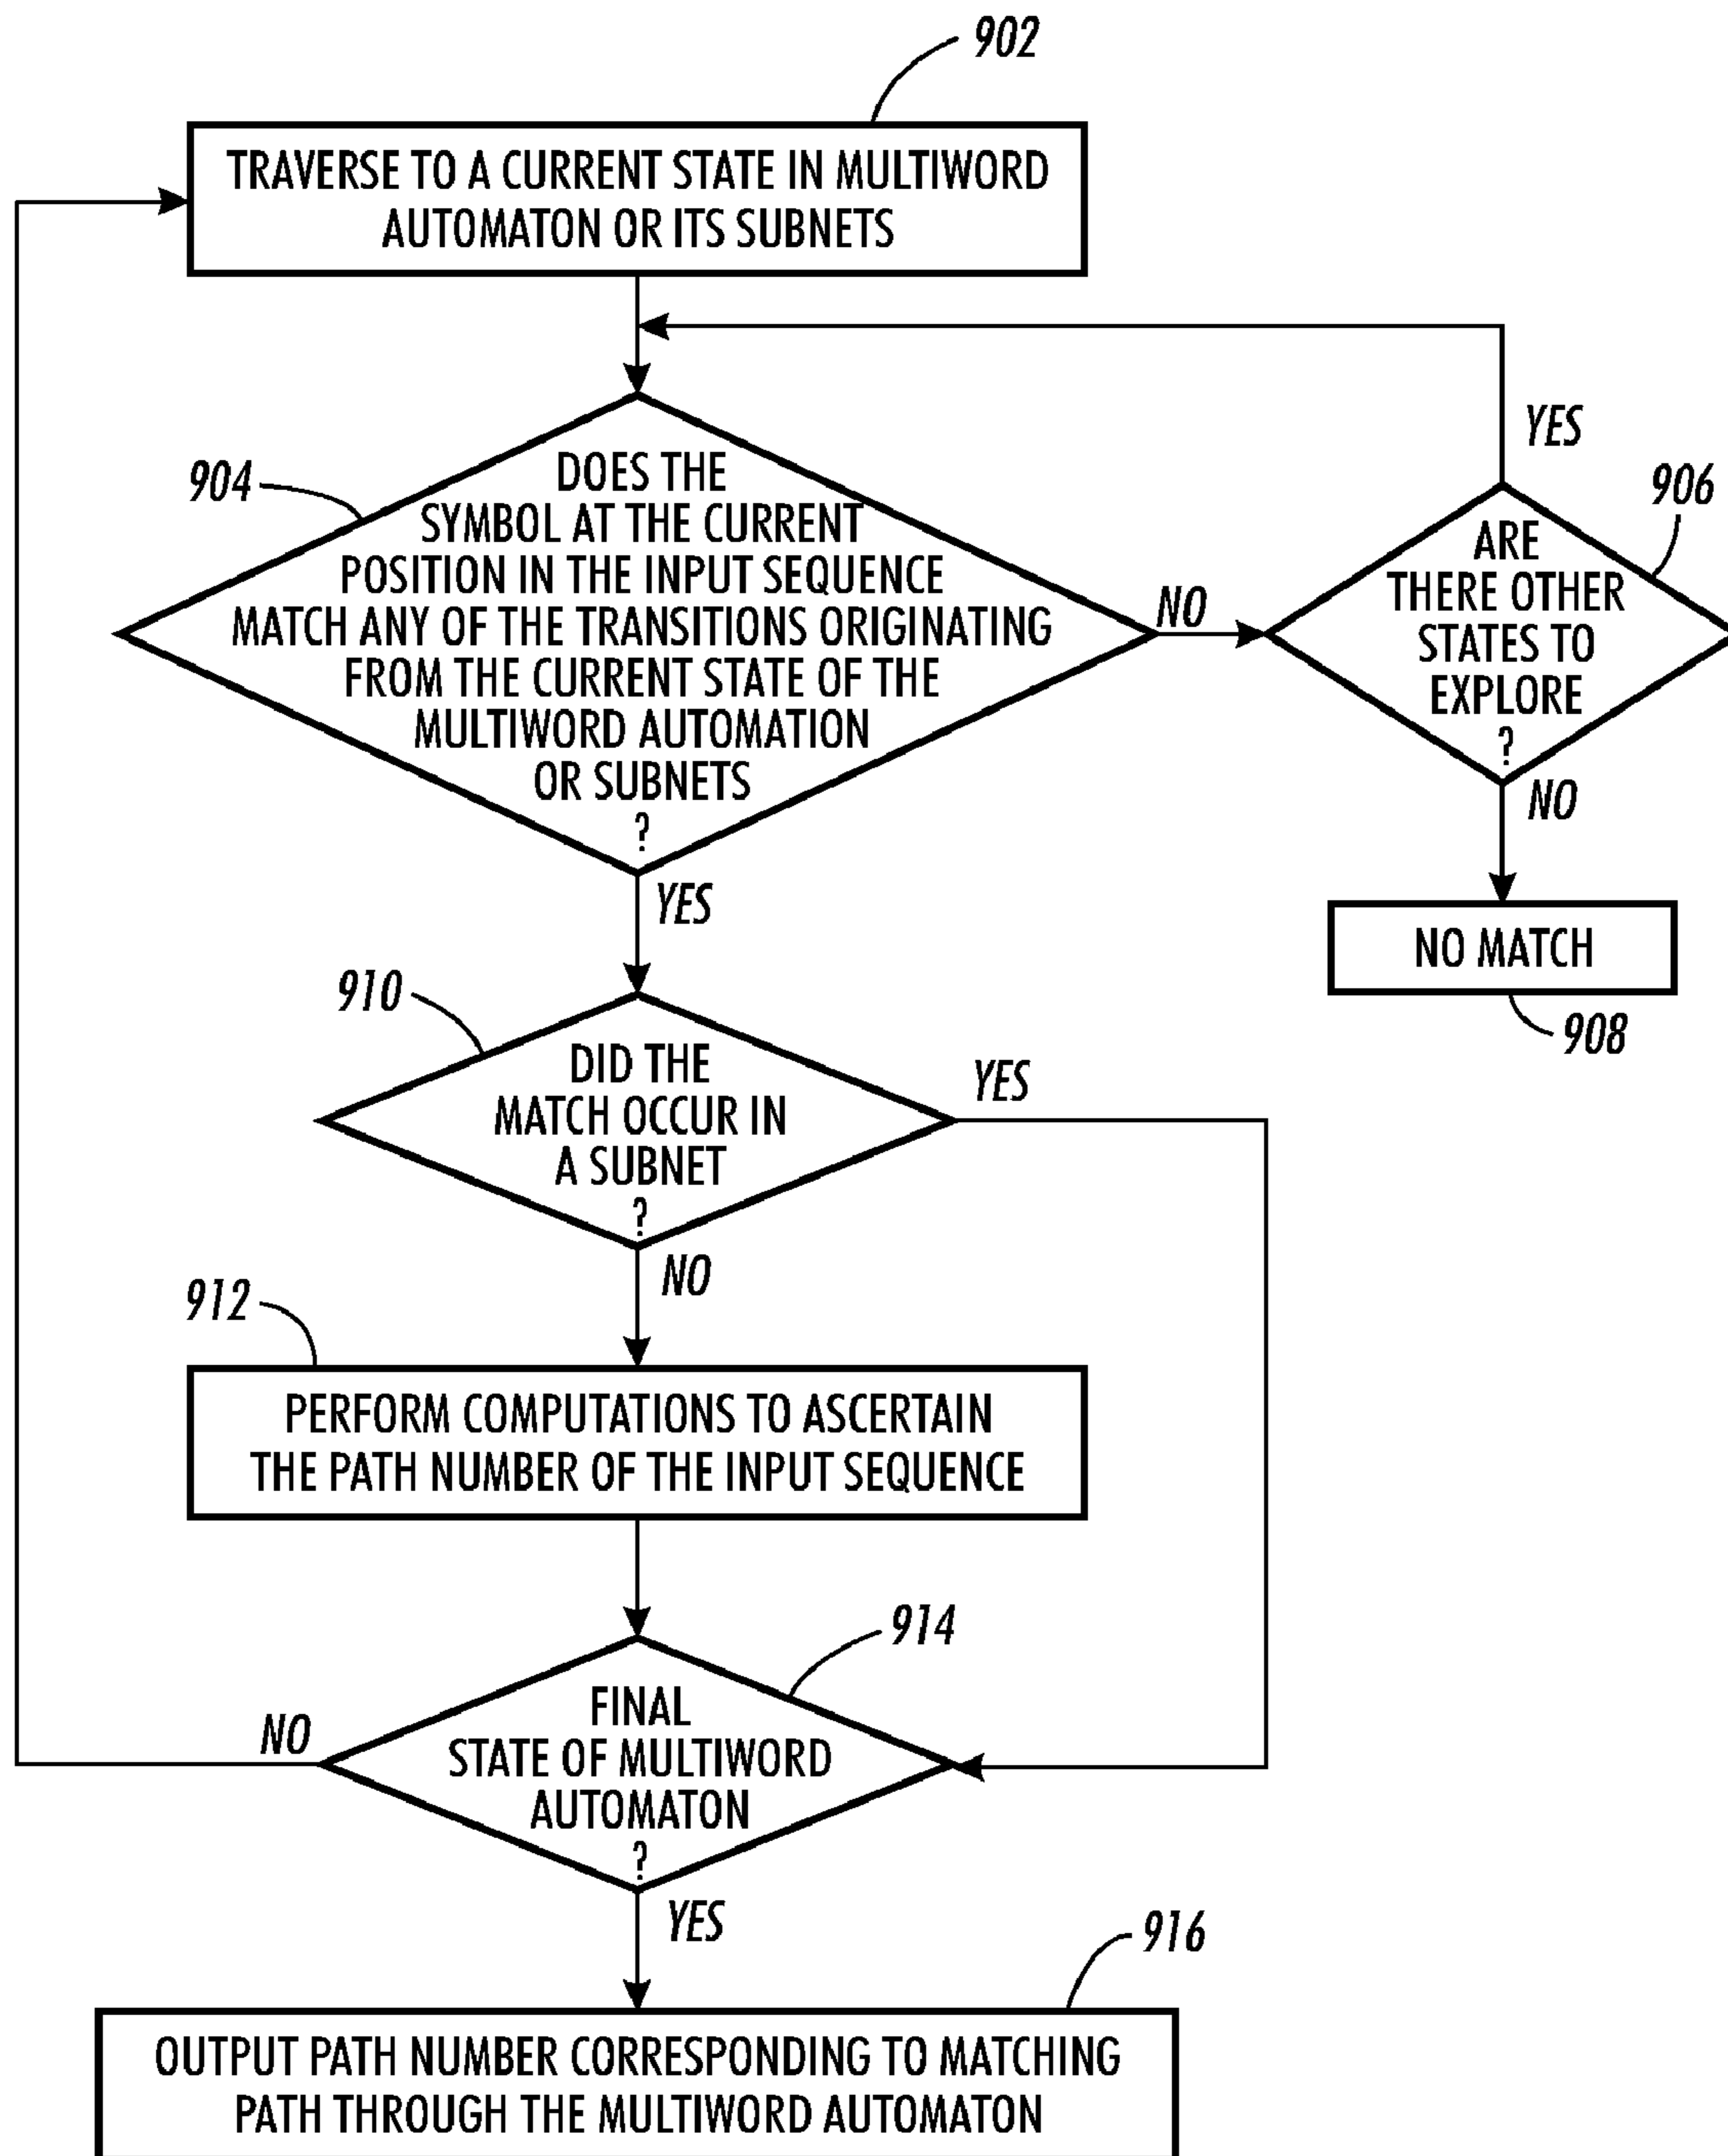 902
TRAVERSE TO A CURRENT STATE IN MULTIWORD
AUTOMATON OR ITS SUBNETS
904
DOES THE
SYMBOL AT THE CURRENT
POSITION IN THE INPUT SEQUENCE
MATCH ANY OF THE TRANSITIONS ORIGINATING
FROM THE CURRENT STATE OF THE
MULTIWORD AUTOMATION
OR SUBNETS
?
NO
YES
YES
906
ARE
THERE OTHER
STATES TO
EXPLORE
?
NO
NO MATCH
908
910
DID THE
MATCH OCCUR IN
A SUBNET
?
YES
NO
912
PERFORM COMPUTATIONS TO ASCERTAIN
THE PATH NUMBER OF THE INPUT SEQUENCE
914
FINAL
STATE OF MULTIWORD
AUTOMATON
?
NO
YES
916
OUTPUT PATH NUMBER CORRESPONDING TO MATCHING
PATH THROUGH THE MULTIWORD AUTOMATON